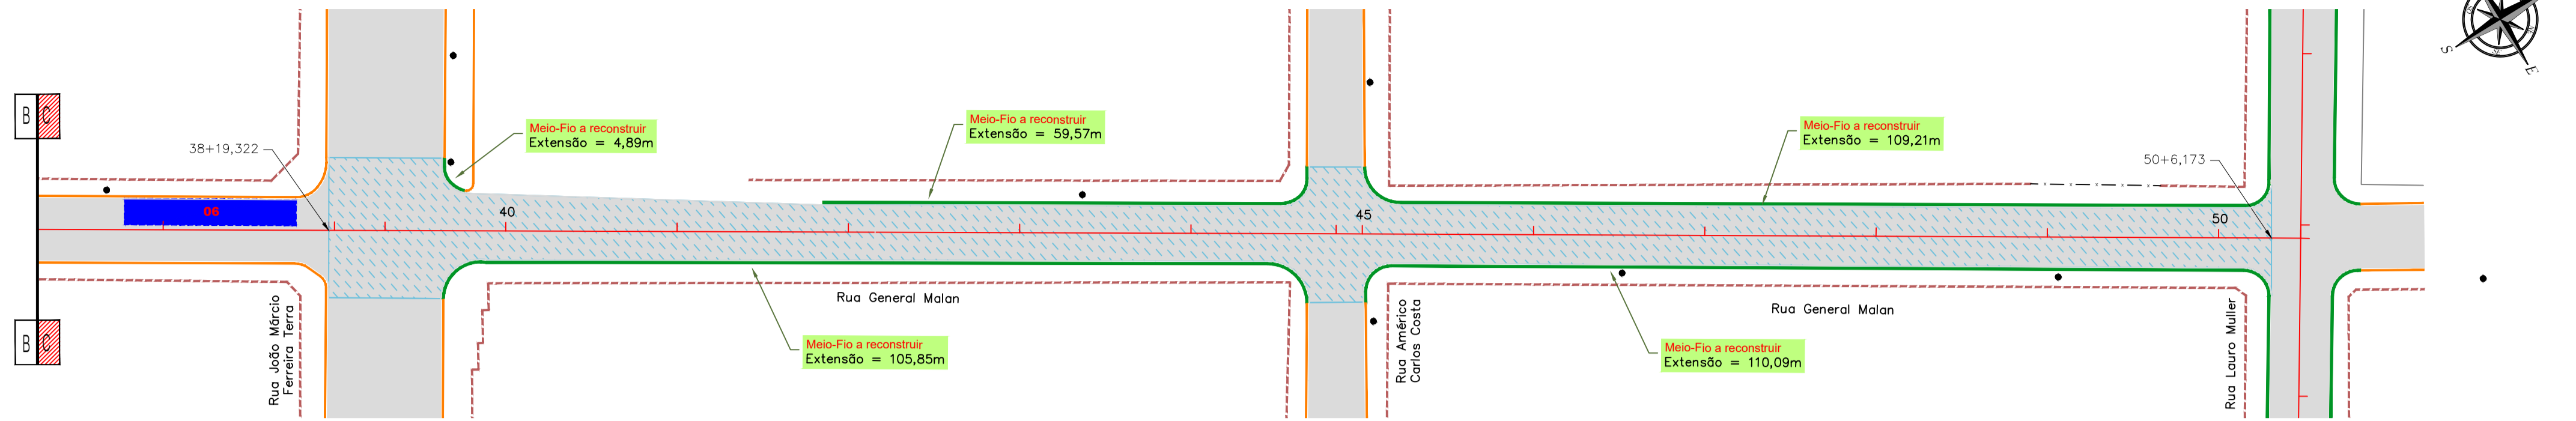 S
E
B
C
38+19,322
Meio-Fio a reconstruir
Extensão = 4,89m
Meio-Fio a reconstruir
Extensão = 59,57m
Meio-Fio a reconstruir
Extensão = 109,21m
50+6,173
06
40
45
50
Rua General Malan
Rua General Malan
B
C
Rua João Márcio
Ferreira Terra
Meio-Fio a reconstruir
Extensão = 105,85m
Rua Américo
Carlos Costa
Meio-Fio a reconstruir
Extensão = 110,09m
Rua Lauro Muller